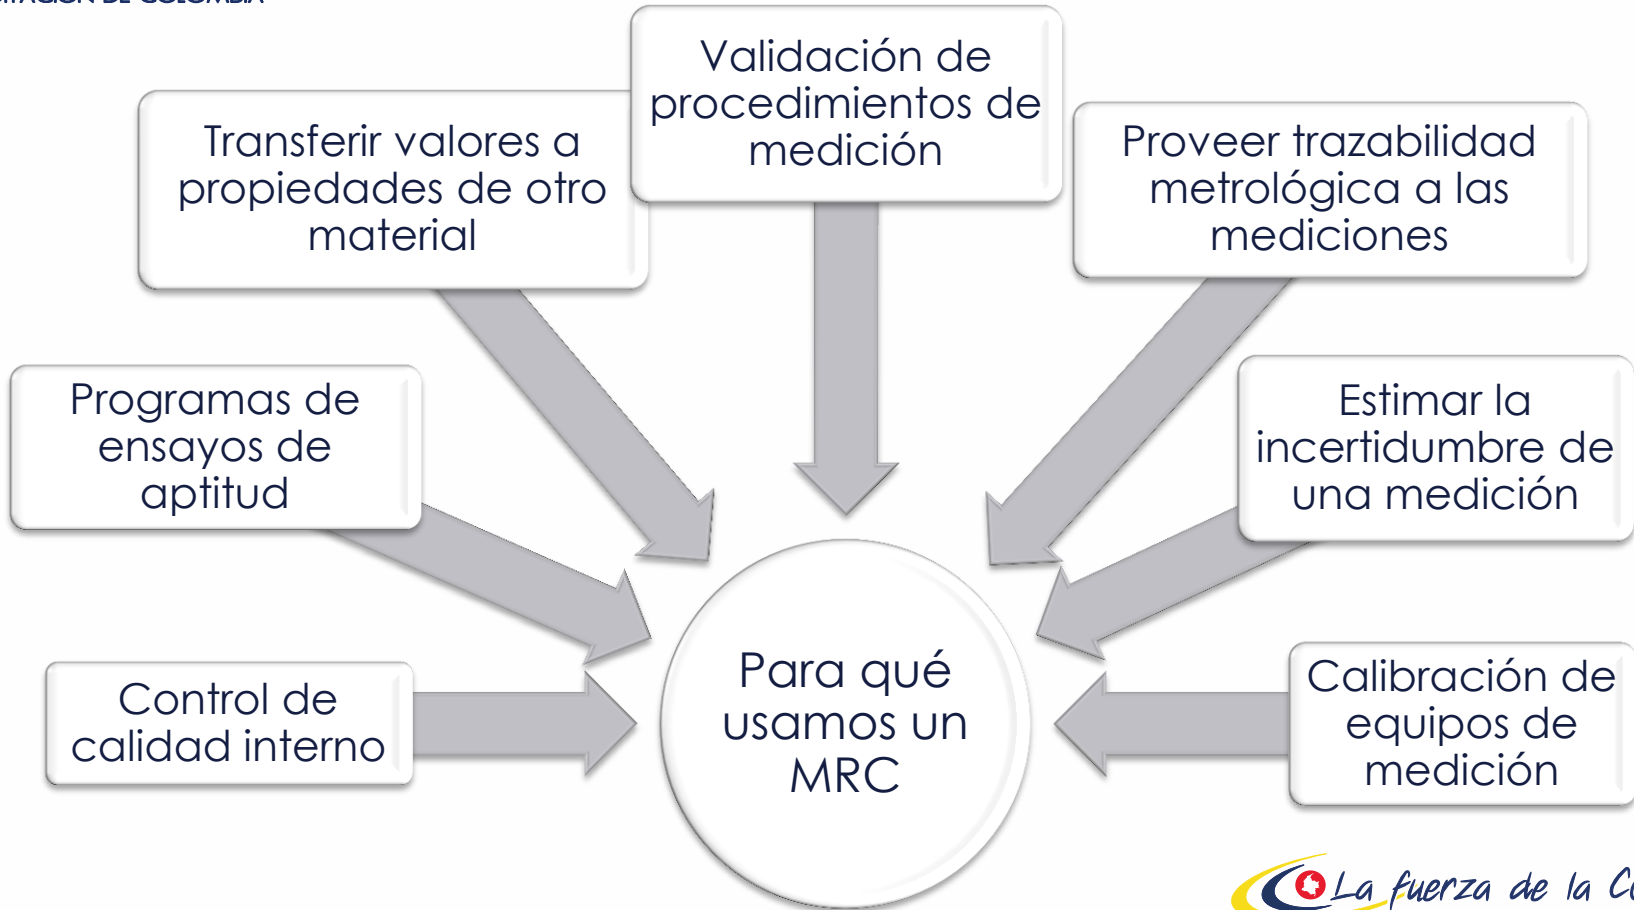 DE COLOMBIA
Validación de
procedimientos de
medición
Transferir valores a
propiedades de otro
material
Proveer trazabilidad
metrológica a las
mediciones
Programas de
ensayos de
aptitud
Estimar la
incertidumbre de
una medición
Control de
calidad interno
Para qué
usamos un
MRC
Calibración de
equipos de
medición
La fuerza de la